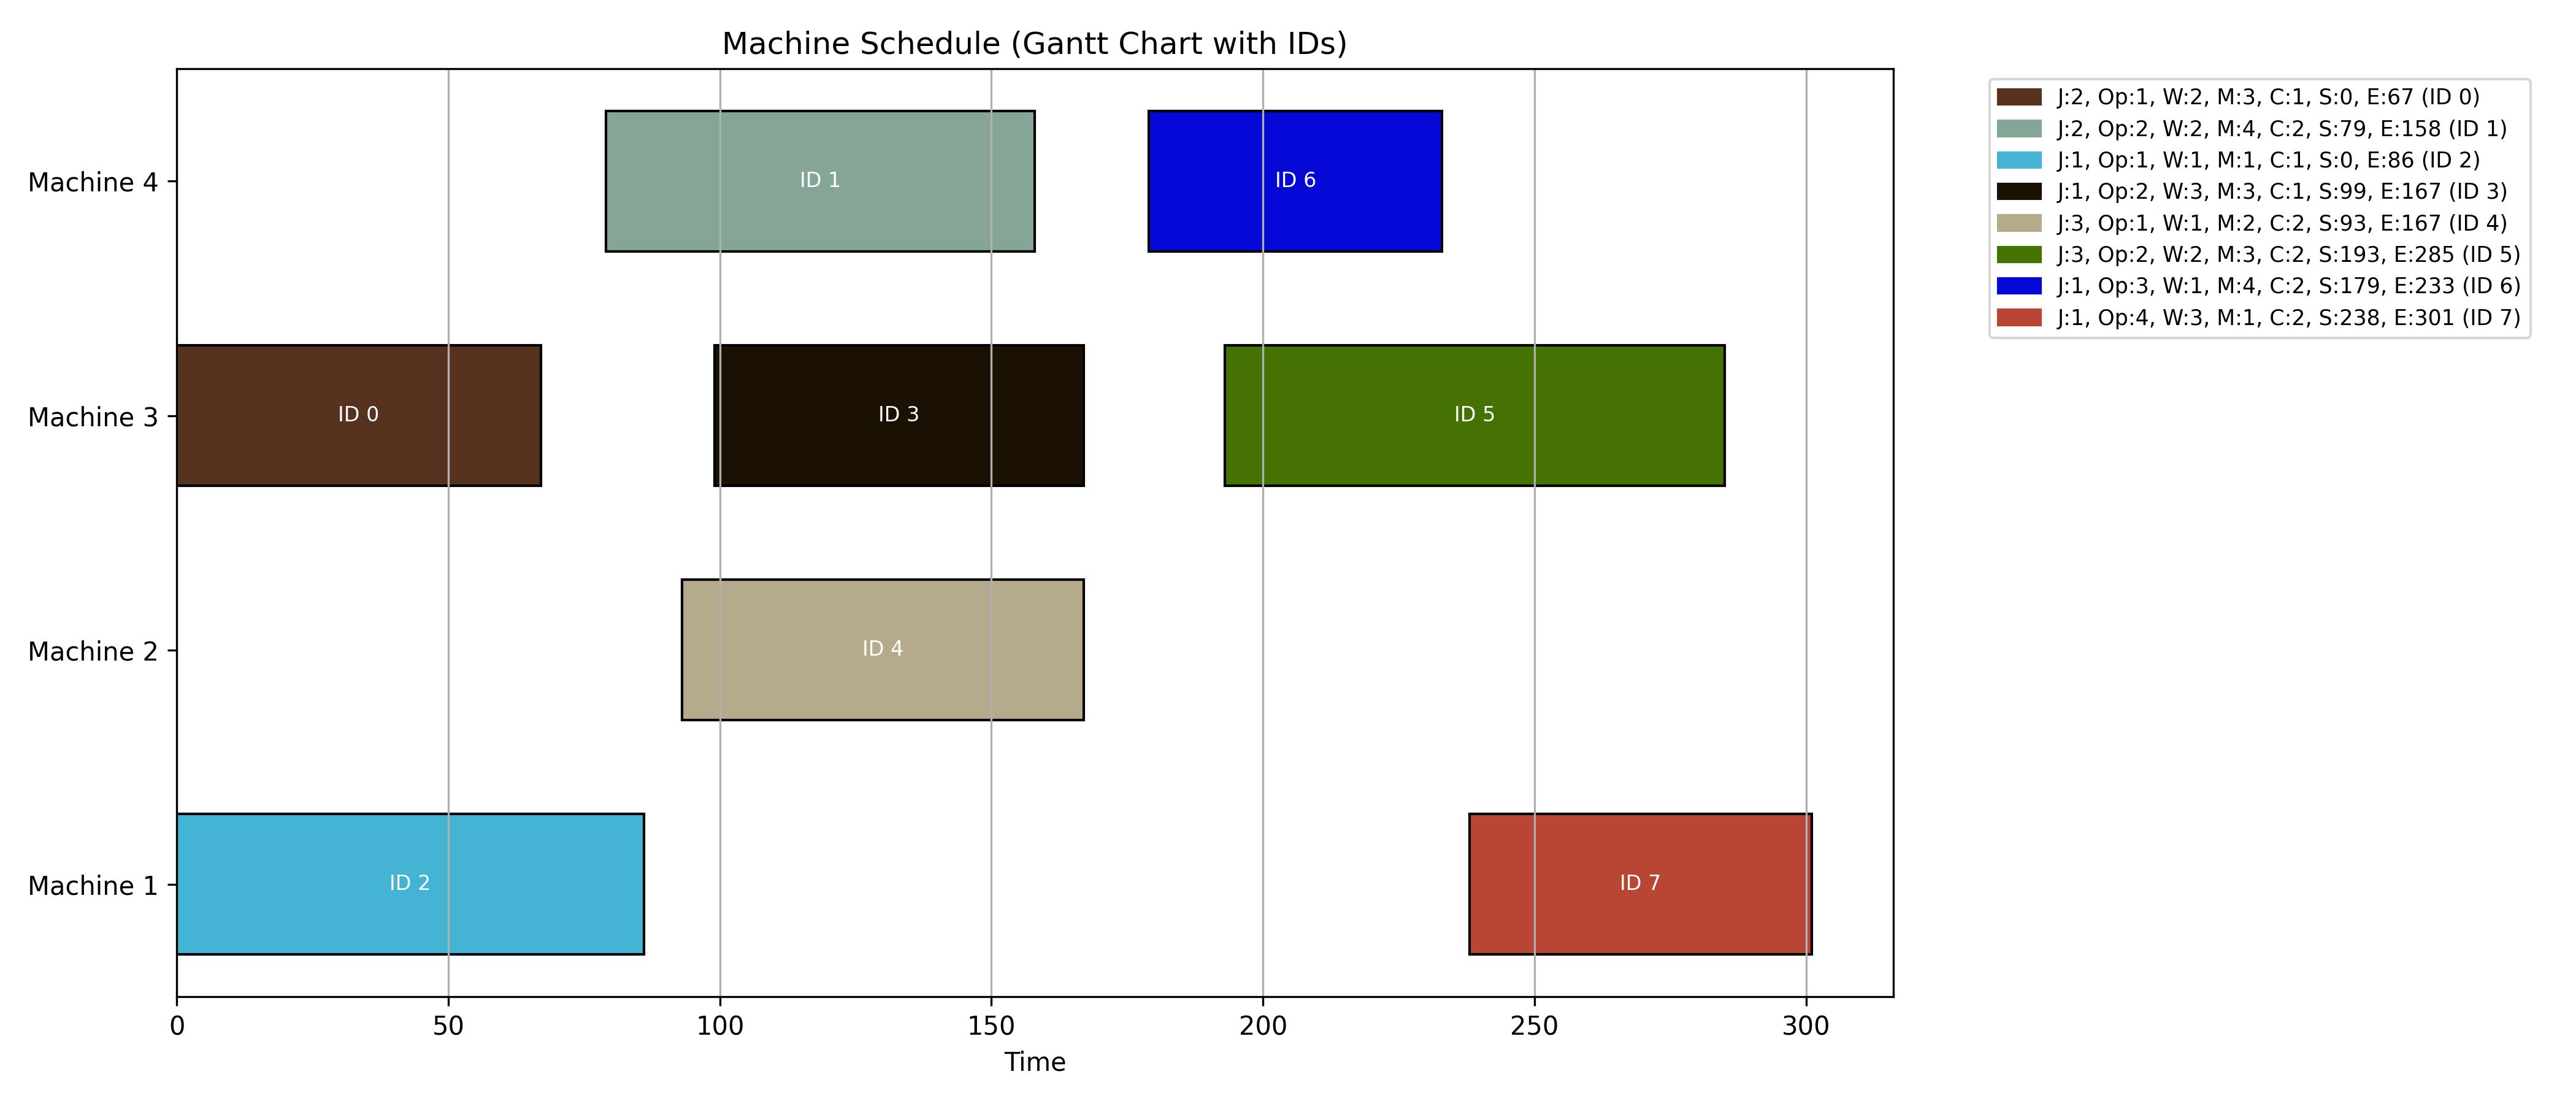 Machine Schedule (Gantt Chart with IDs)
J:2, Op:1, W:2, M:3, C:1, S:0, E:67 (ID 0)
J:2, Op:2, W:2, M:4, C:2, S:79, E:158 (ID 1)
J:1, Op:1, W:1, M:1, C:1, S:0, E:86 (ID 2)
J:1, Op:2, W:3, M:3, C:1, S:99, E:167 (ID 3)
J:3, Op:1, W:1, M:2, C:2, S:93, E:167 (ID 4)
J:3, Op:2, W:2, M:3, C:2, S:193, E:285 (ID 5)
J:1, Op:3, W:1, M:4, C:2, S:179, E:233 (ID 6)
J:1, Op:4, W:3, M:1, C:2, S:238, E:301 (ID 7)
Machine 4
ID 1
ID 6
Machine 3
ID 0
ID 3
ID 5
Machine 2
ID 4
Machine 1
ID 2
ID 7
0 50 100 150 200 250 300
Time